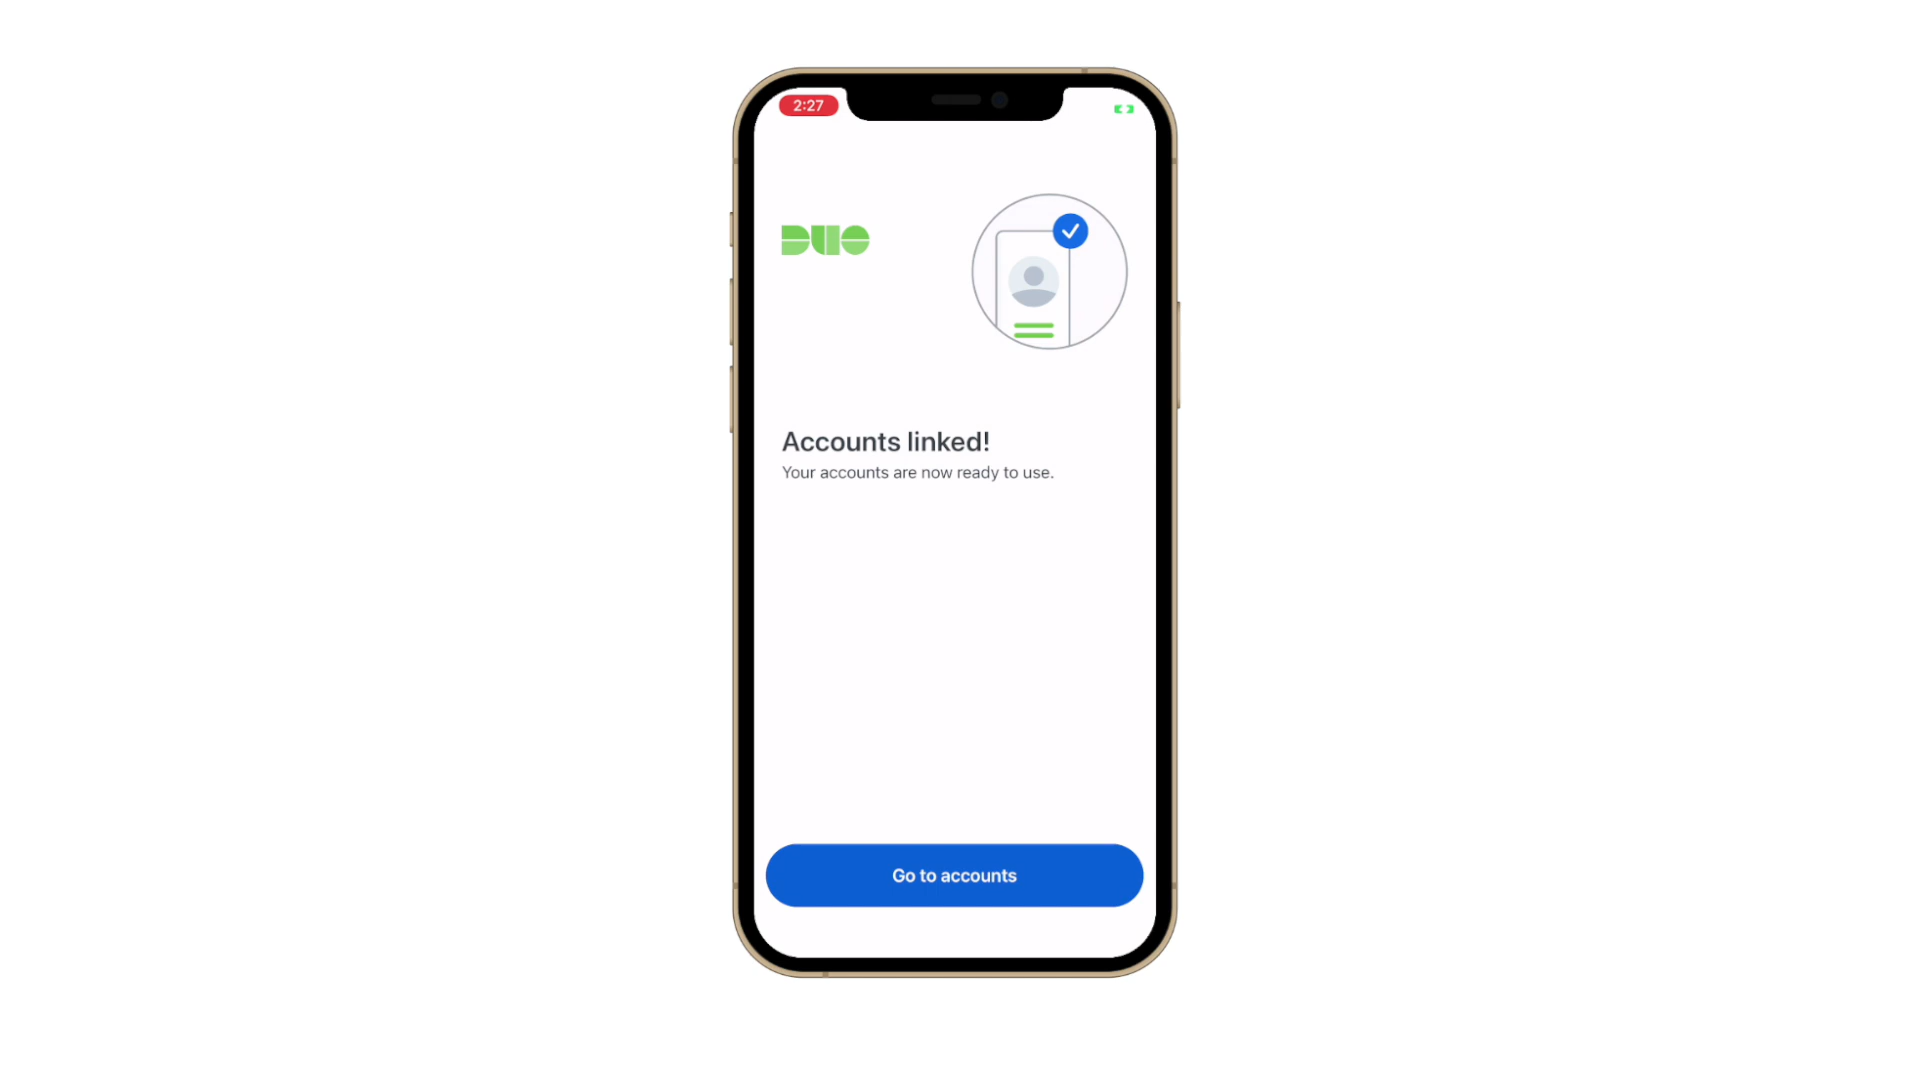 2:27
DUO
Accounts linked!
Your accounts are now ready to use.
Go to accounts